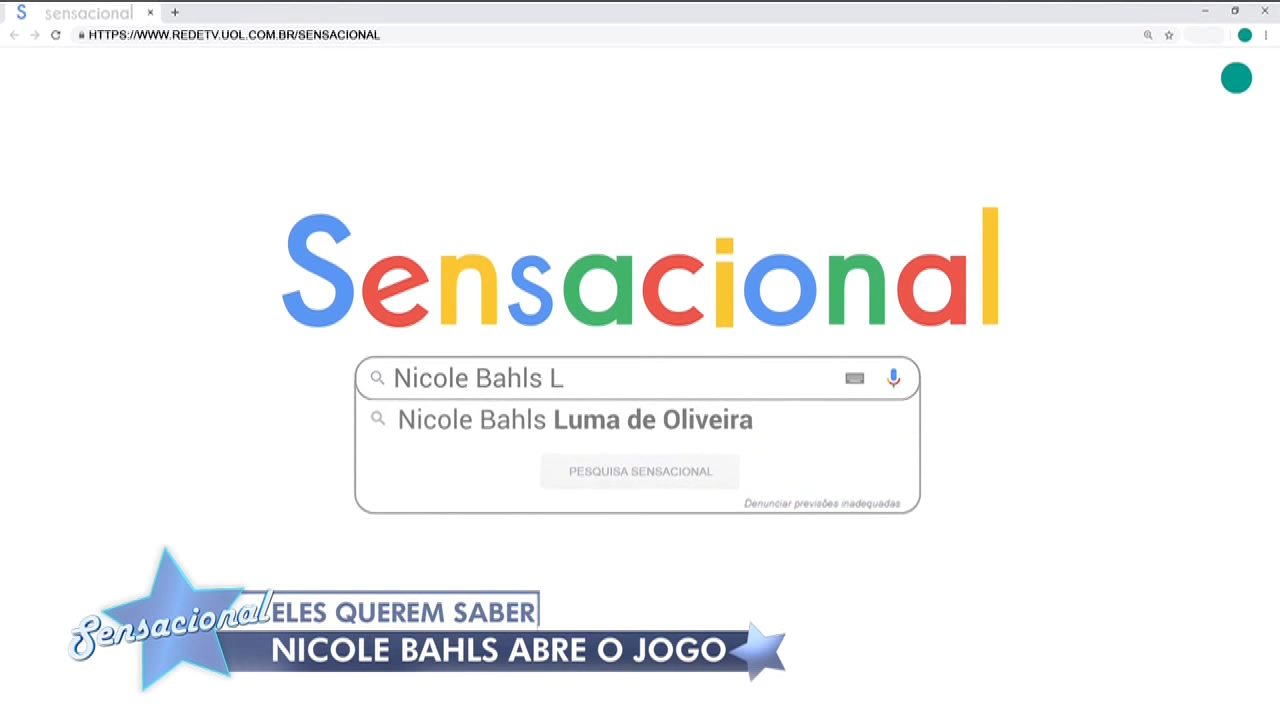 S sensacional
HTTPS://WWW.REDETV.UOL.COM.BR/SENSACIONAL
Sensacional
Nicole Bahls L
Nicole Bahls Luma de Oliveira
PESQUISA SENSACIONAL
Denunciar previsões inadequadas
Sensacional
ELES QUEREM SABER
NICOLE BAHLS ABRE O JOGO